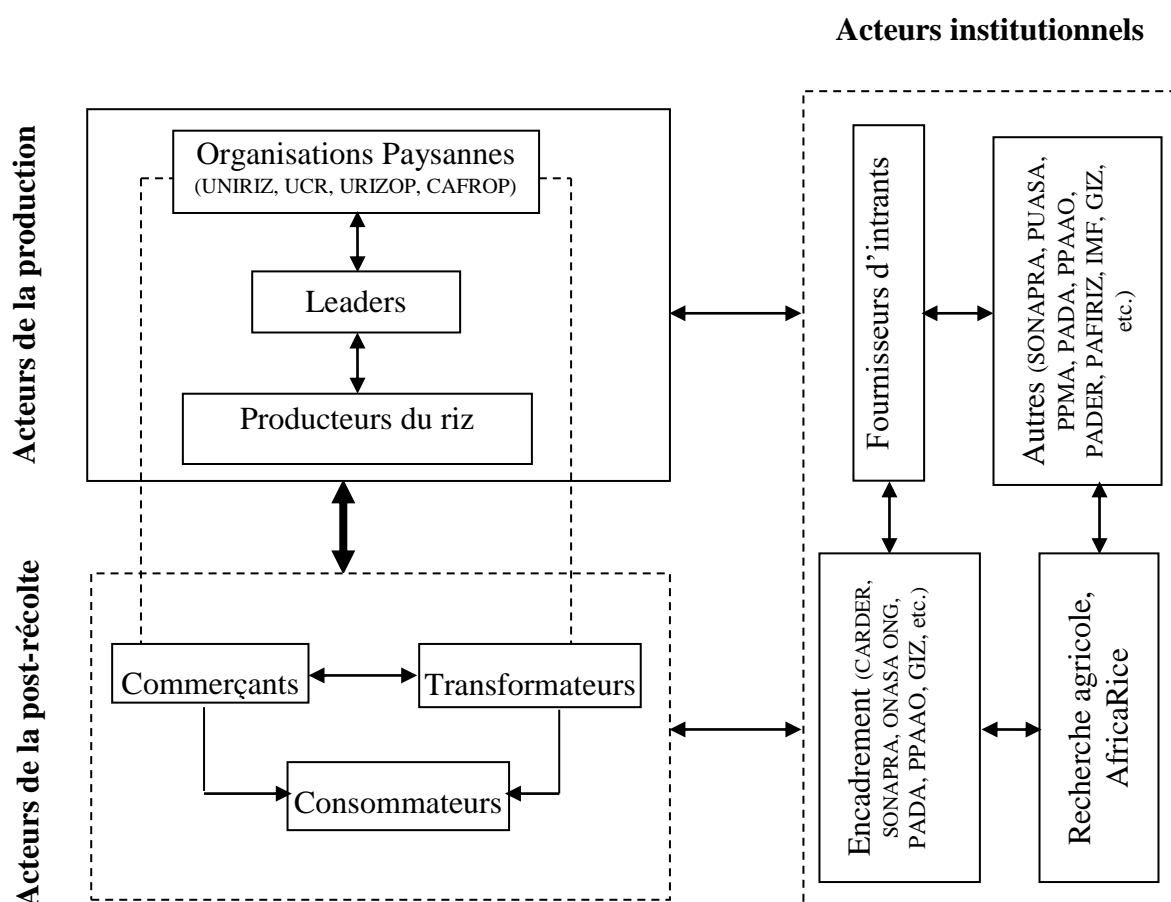 Acteurs institutionnels
Acteurs de la production
Organisations Paysannes
(UNIRIZ, UCR, URIZOP, CAFROP)
Leaders
Producteurs du riz
Fournisseurs d’intrants
Autres (SONAPRA, PUASA,
PPMA, PADA, PPAAO,
PADER, PAFIRIZ, IMF, GIZ,
etc.)
Acteurs de la post-récolte
Commerçants
Transformateurs
Consommateurs
Encadrement (CARDER,
SONAPRA, ONASA ONG,
PADA, PPAAO, GIZ, etc.)
Recherche agricole,
AfricaRice